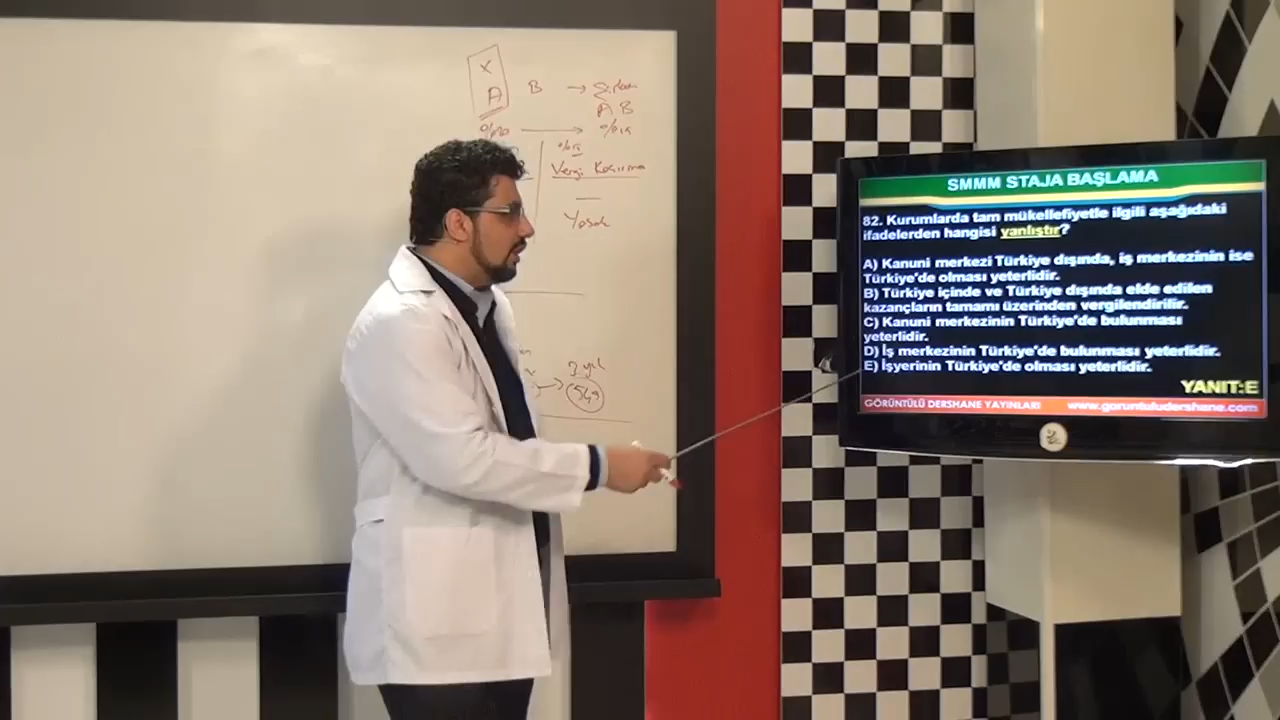 X
A B →
A B
Vergi
Yasak
3 yıl
549
SMMM STAJA BAŞLAMA
82. Kurumlarda tam mükellefiyetle ilgili aşağıdaki
ifadelerden hangisi yanlıştır?
A) Kanuni merkezi Türkiye dışında, iş merkezinin ise
Türkiye'de olması yeterlidir.
B) Türkiye içinde ve Türkiye dışında elde edilen
kazançların tamamı üzerinden vergilendirilir.
C) Kanuni merkezinin Türkiye'de bulunması
yeterlidir.
D) İş merkezinin Türkiye'de bulunması yeterlidir.
E) İşyerinin Türkiye'de olması yeterlidir.
YANIT:E
GÖRÜNTÜLÜ DERSHANE YAYINLARI www.goruntuludershane.com